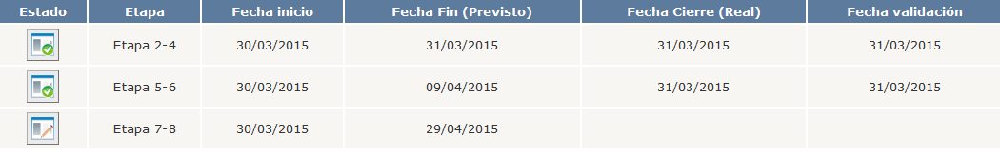 Estado Etapa Fecha inicio Fecha Fin (Previsto) Fecha Cierre (Real) Fecha validación
Etapa 2-4 30/03/2015 31/03/2015 31/03/2015 31/03/2015
Etapa 5-6 30/03/2015 09/04/2015 31/03/2015 31/03/2015
Etapa 7-8 30/03/2015 29/04/2015